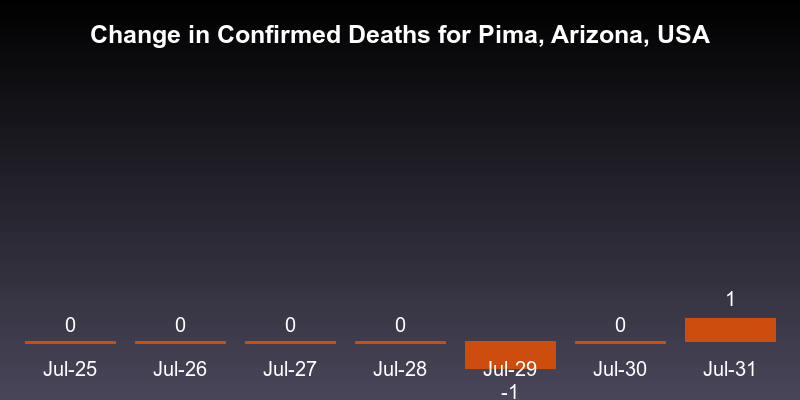 Change in Confirmed Deaths for Pima, Arizona, USA
1
0 0 0 0 0
Jul-25 Jul-26 Jul-27 Jul-28 Jul-29 Jul-30 Jul-31
-1